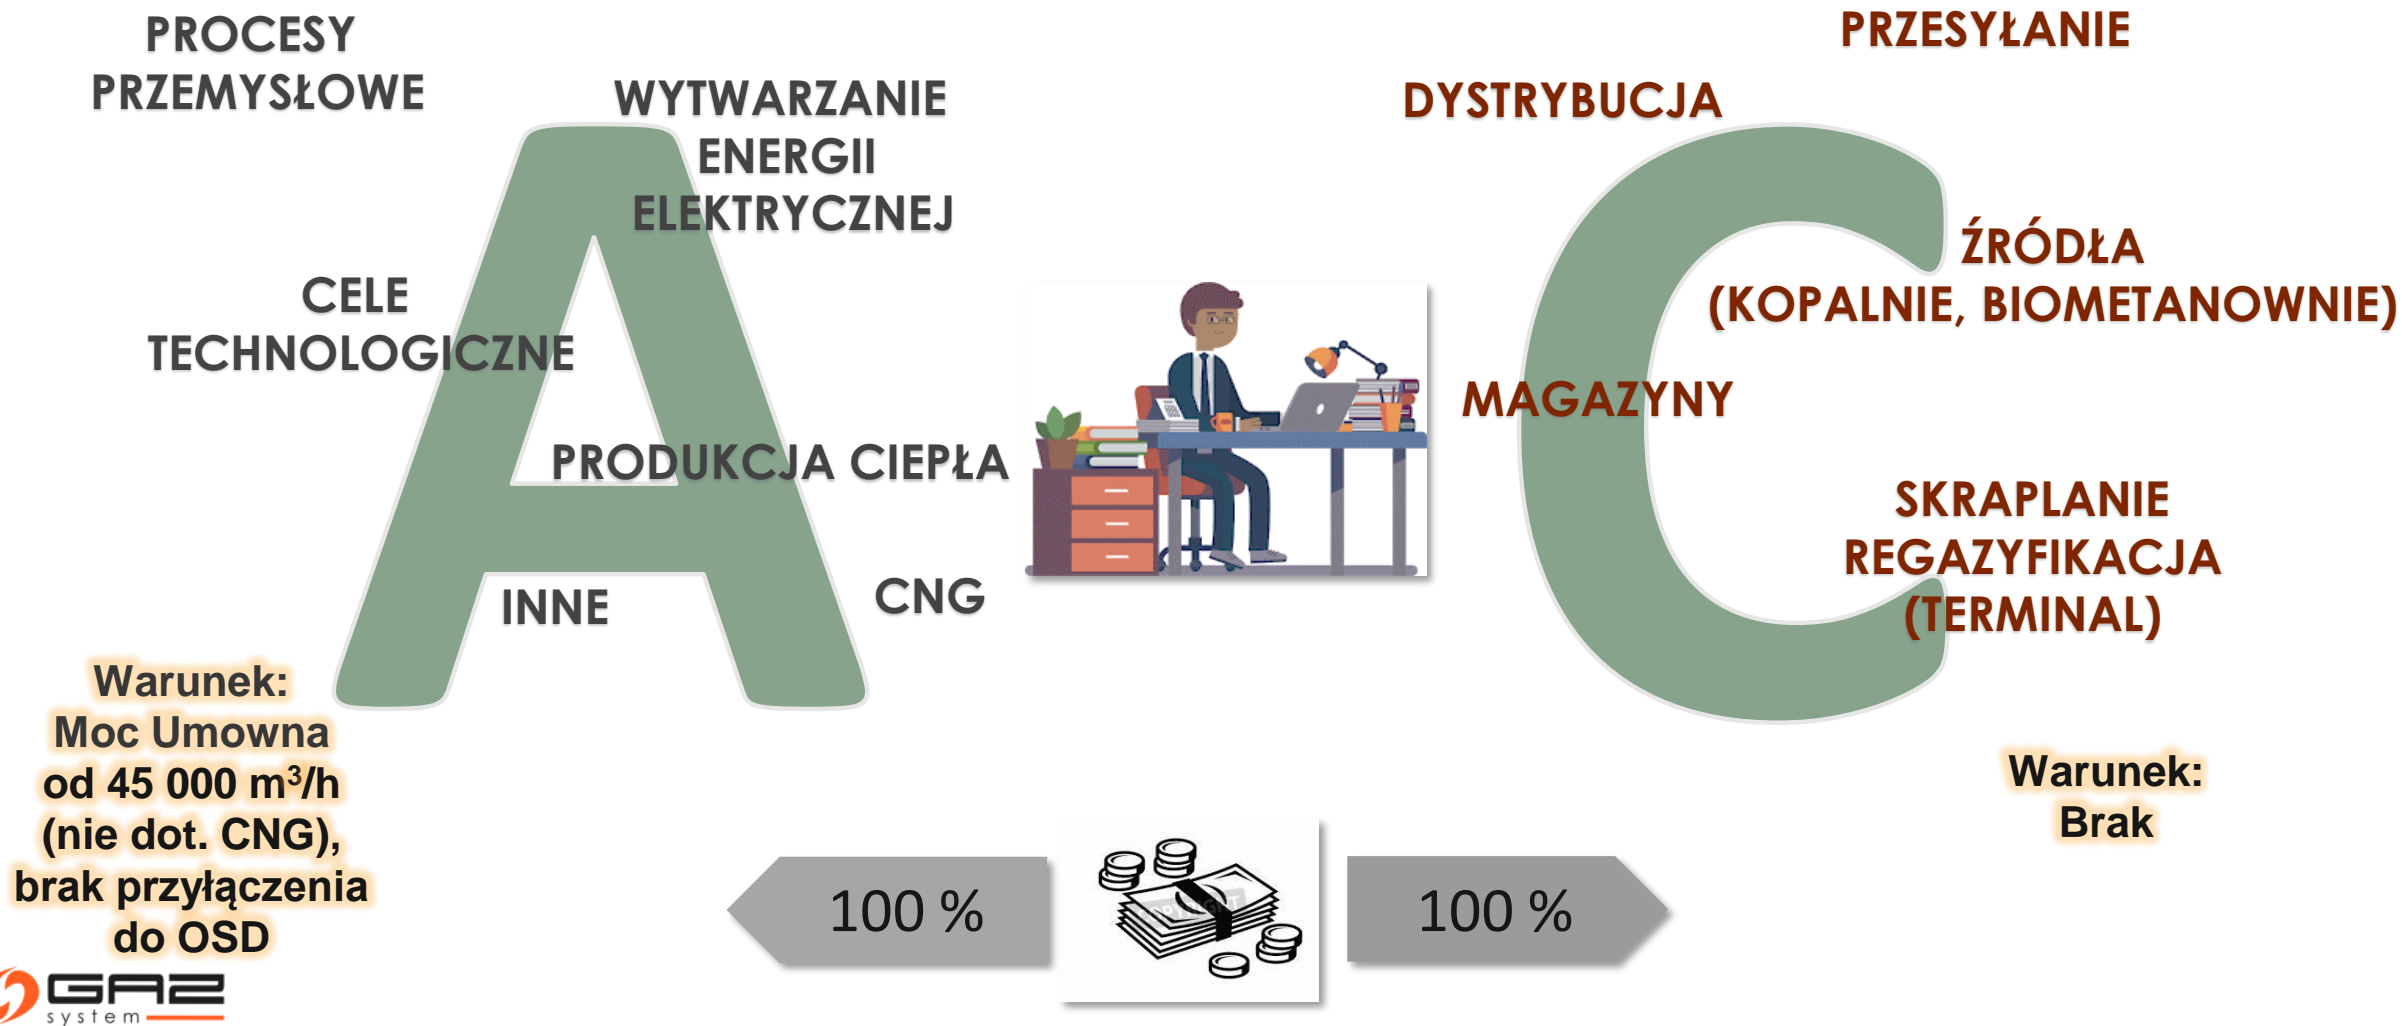 PROCESY
PRZEMYSŁOWE
WYTWARZANIE
ENERGII
ELEKTRYCZNEJ
CELE
TECHNOLOGICZNE
PRODUKCJA CIEPŁA
INNE
CNG
A
Warunek:
Moc Umowna
od 45 000 m³/h
(nie dot. CNG),
brak przyłączenia
do OSD
PRZESYŁANIE
DYSTRYBUCJA
C
ŹRÓDŁA
(KOPALNIE, BIOMETANOWNIE)
MAGAZYNY
SKRAPLANIE
REGAZYFIKACJA
(TERMINAL)
Warunek:
Brak
100 %
COPYRIGHT
100 %
GAZ
system